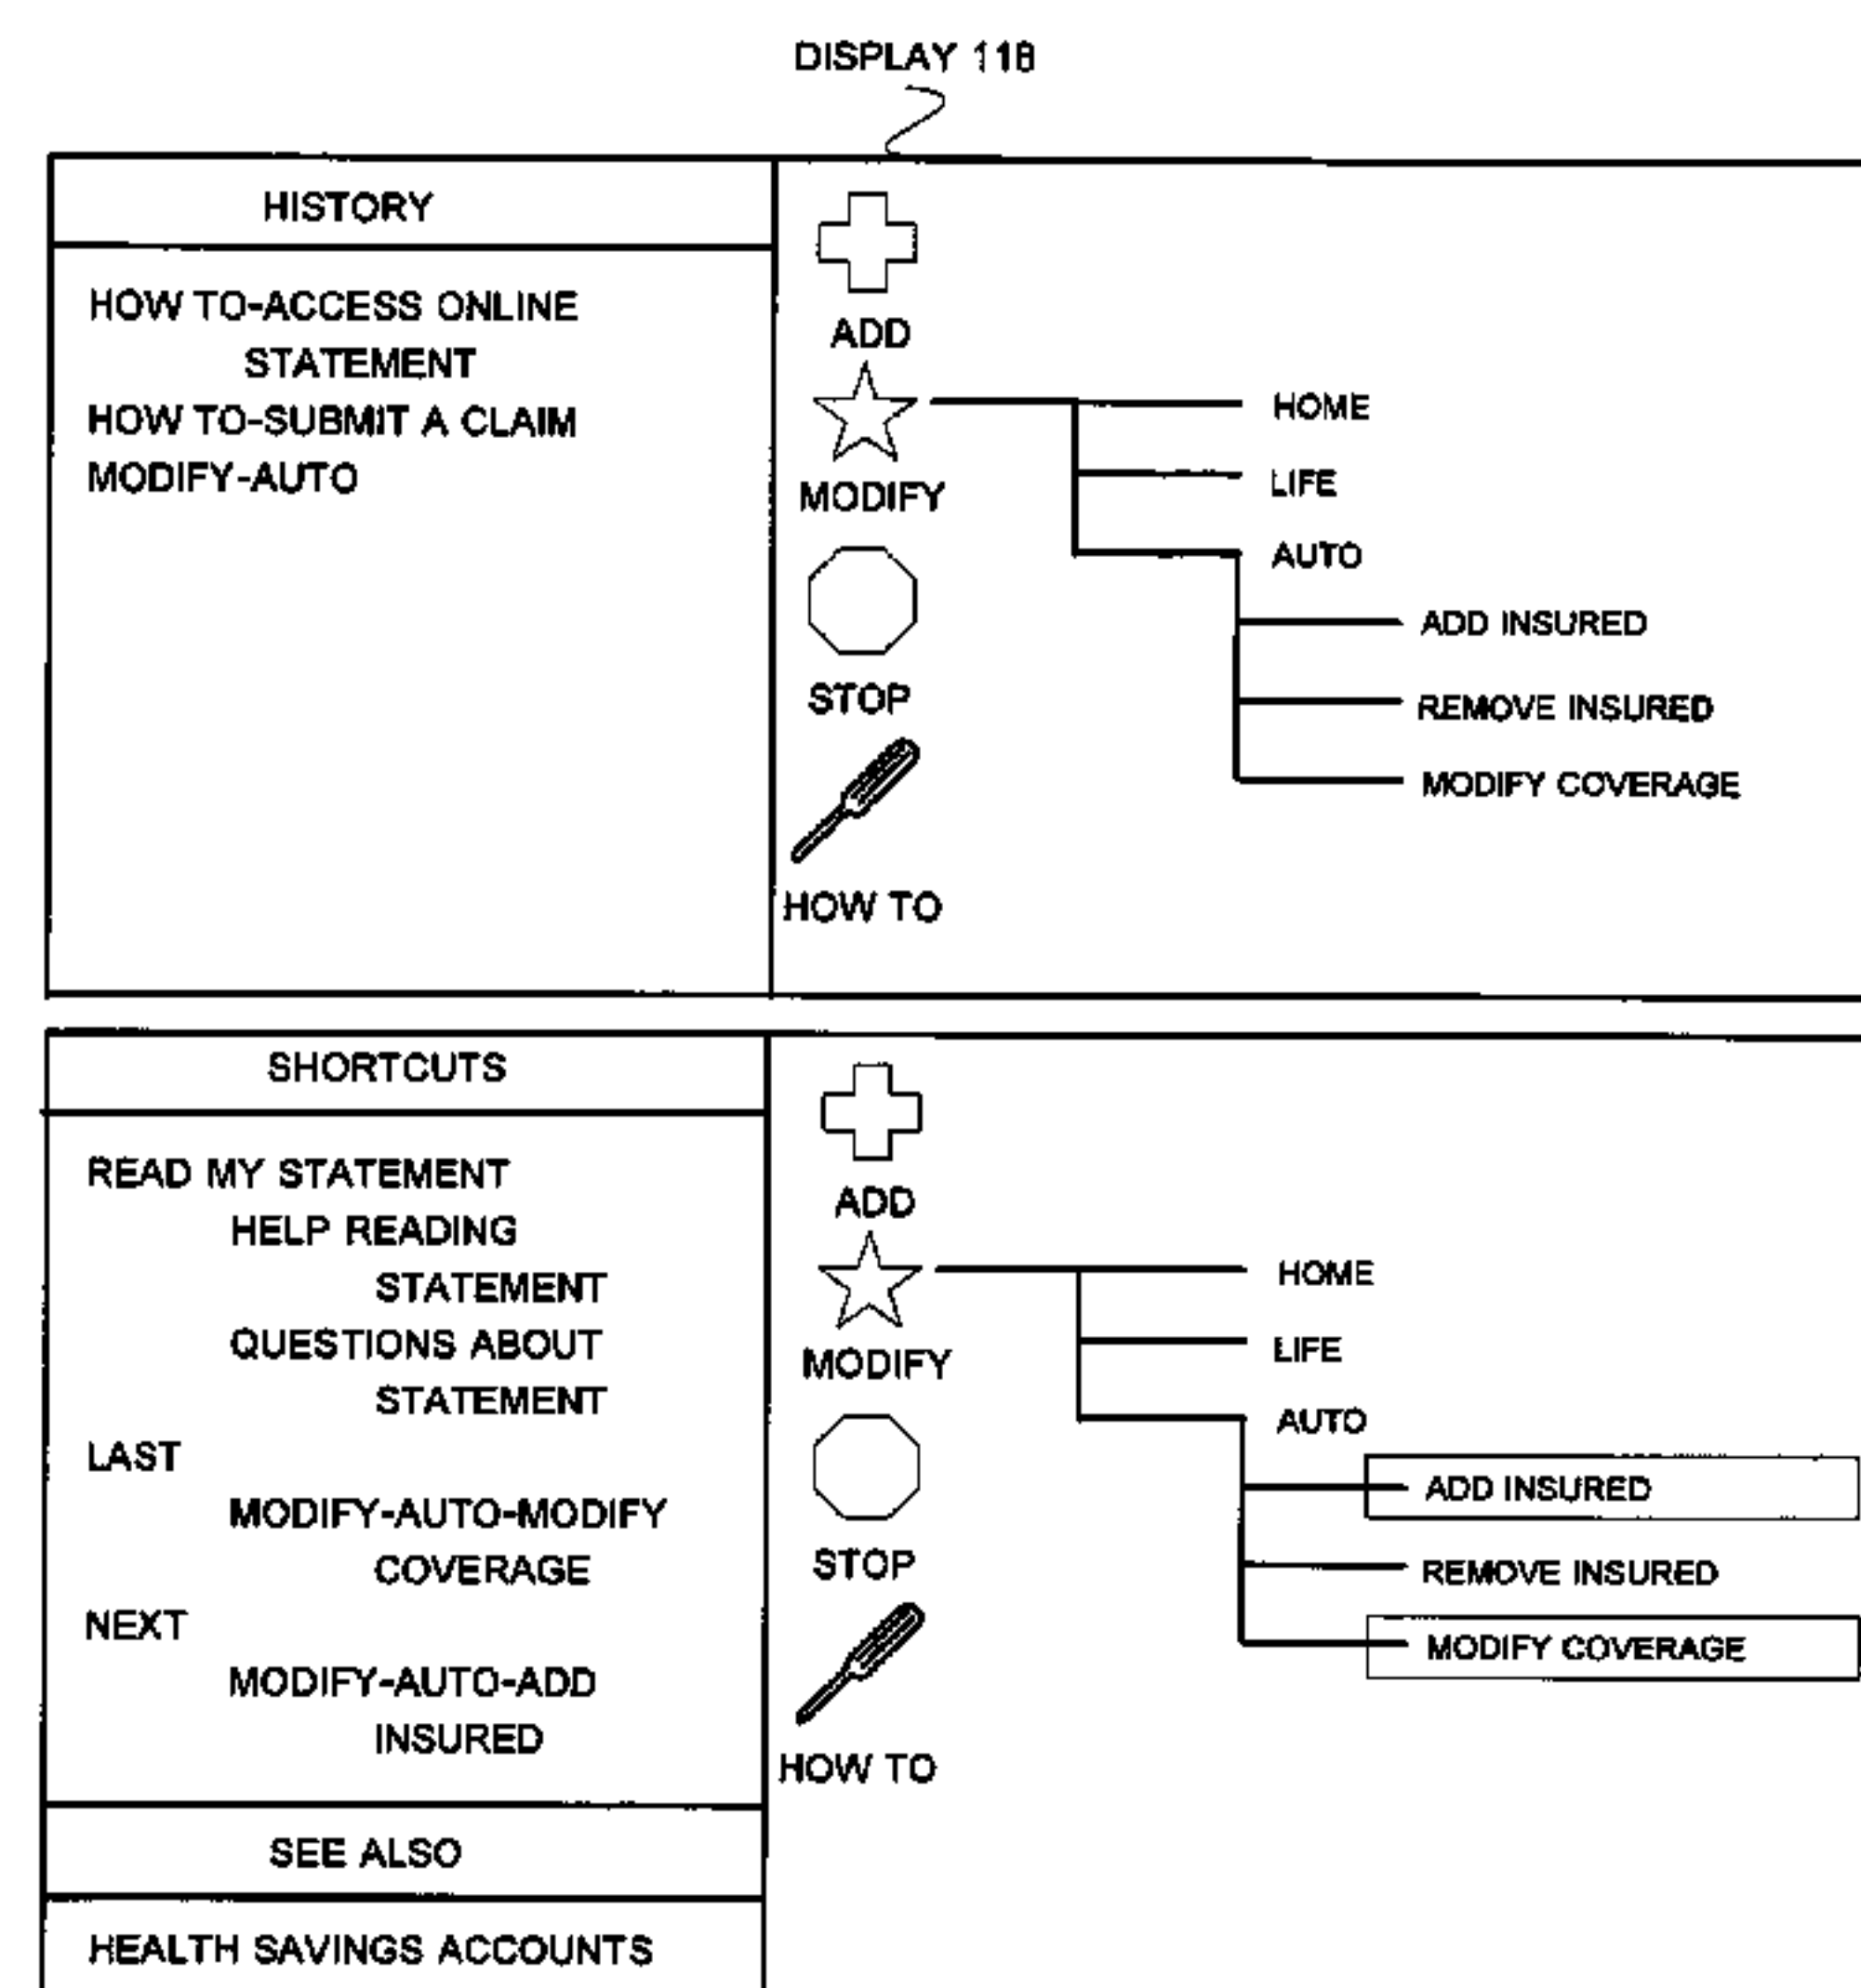 DISPLAY 118
HISTORY
HOW TO-ACCESS ONLINE
STATEMENT
HOW TO-SUBMIT A CLAIM
MODIFY-AUTO
ADD
MODIFY
STOP
HOW TO
HOME
LIFE
AUTO
ADD INSURED
REMOVE INSURED
MODIFY COVERAGE
SHORTCUTS
READ MY STATEMENT
HELP READING
STATEMENT
QUESTIONS ABOUT
STATEMENT
LAST
MODIFY-AUTO-MODIFY
COVERAGE
NEXT
MODIFY-AUTO-ADD
INSURED
SEE ALSO
HEALTH SAVINGS ACCOUNTS
ADD
MODIFY
STOP
HOW TO
HOME
LIFE
AUTO
ADD INSURED
REMOVE INSURED
MODIFY COVERAGE